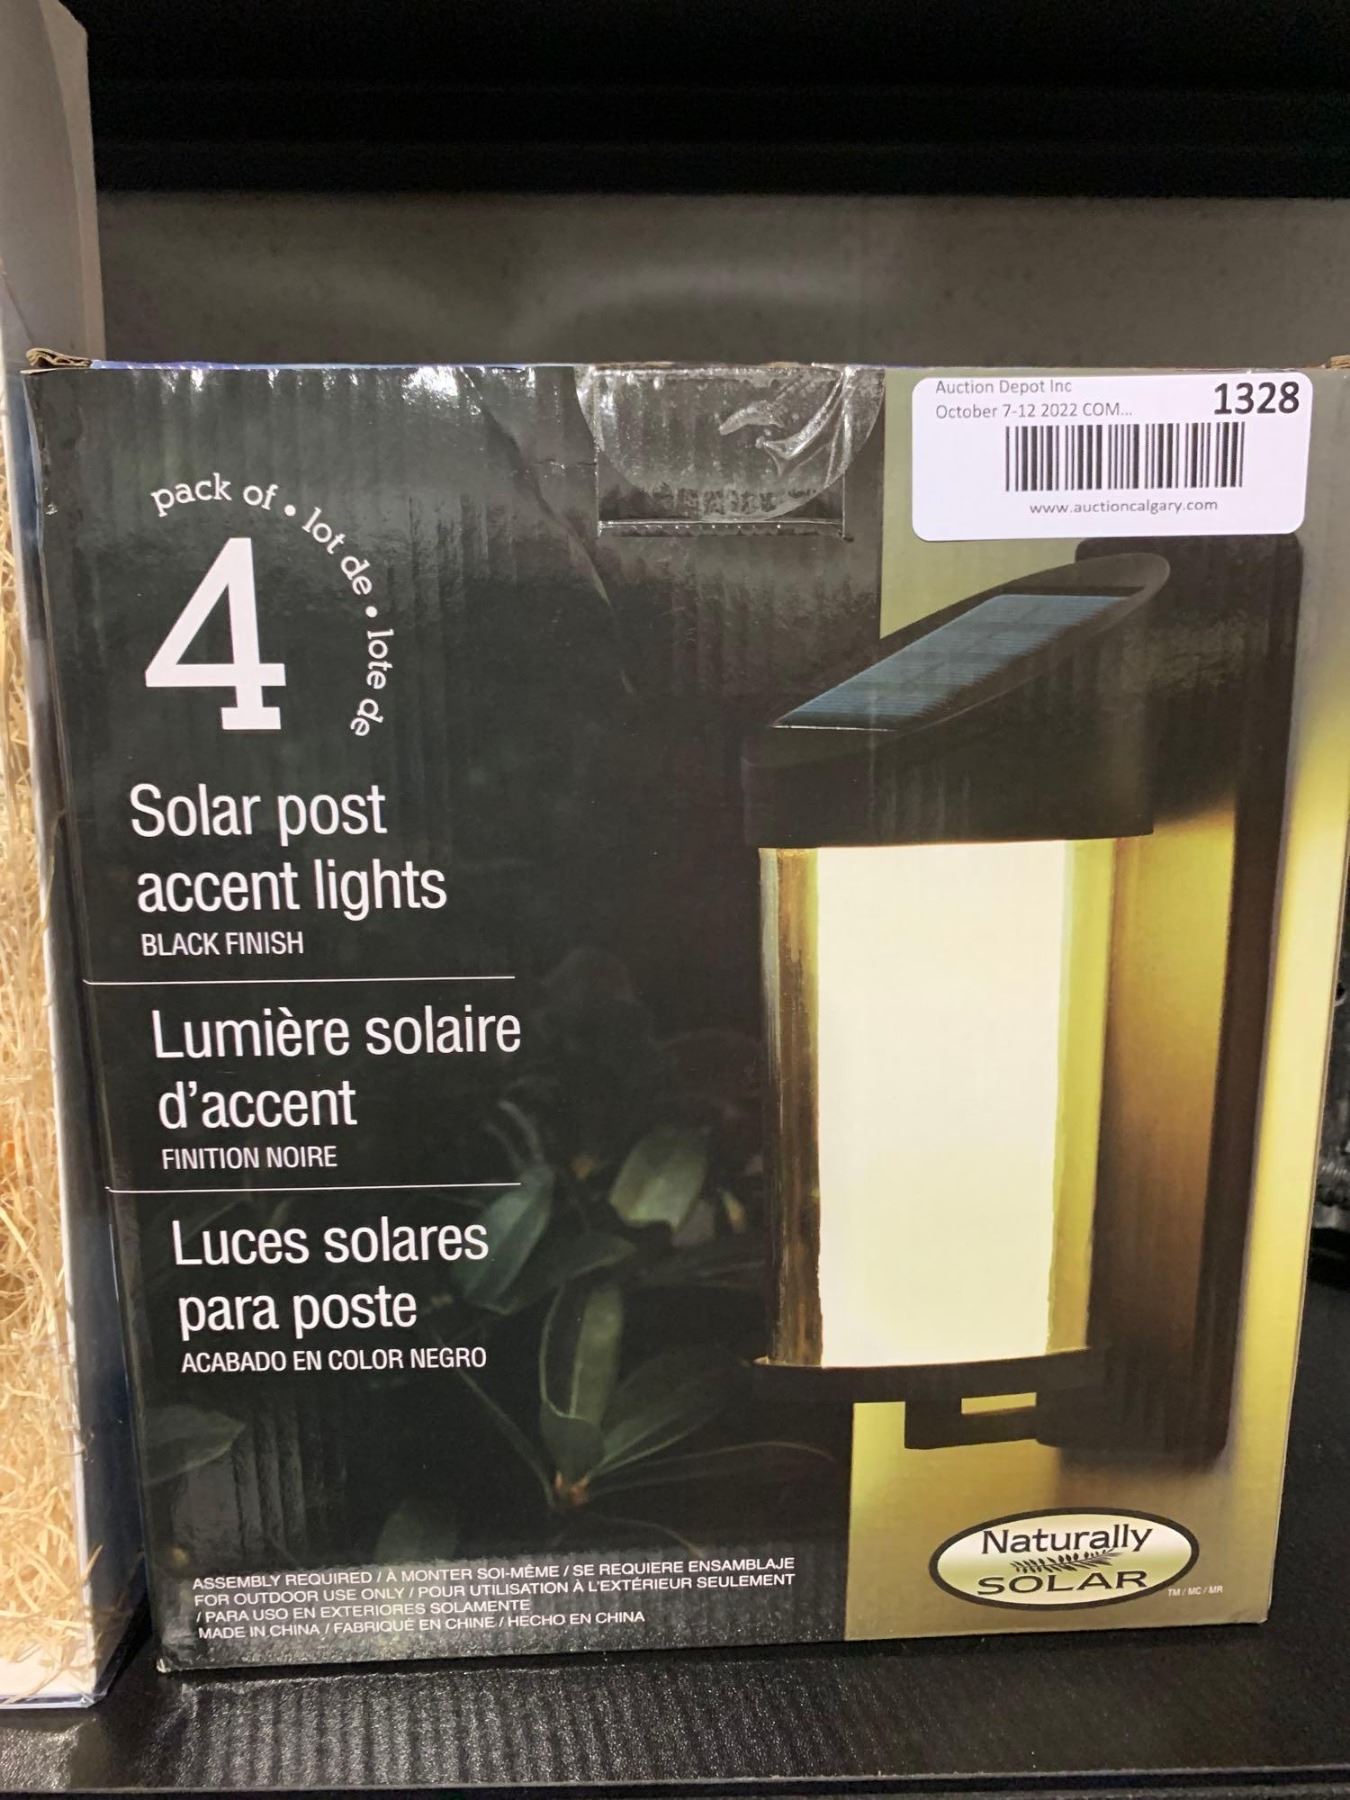 Auction Depot Inc
1328
October 7-12 2022 COM...
www.auctioncalgary.com
pack of • lot de • lote de
4
Solar post
accent lights
BLACK FINISH
Lumière solaire
d'accent
FINITION NOIRE
Luces solares
para poste
ACABADO EN COLOR NEGRO
ASSEMBLY REQUIRED / À MONTER SOI-MÊME / SE REQUIERE ENSAMBLAJE
FOR OUTDOOR USE ONLY / POUR UTILISATION À L'EXTÉRIEUR SEULEMENT
/ PARA USO EN EXTERIORES SOLAMENTE
MADE IN CHINA / FABRIQUÉ EN CHINE / HECHO EN CHINA
Naturally
SOLAR
TM / MC / MR